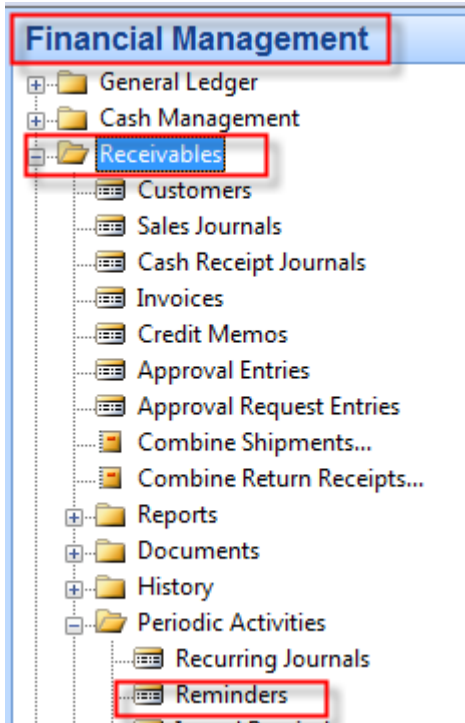 Financial Management
General Ledger
Cash Management
Receivables
Customers
Sales Journals
Cash Receipt Journals
Invoices
Credit Memos
Approval Entries
Approval Request Entries
Combine Shipments...
Combine Return Receipts...
Reports
Documents
History
Periodic Activities
Recurring Journals
Reminders